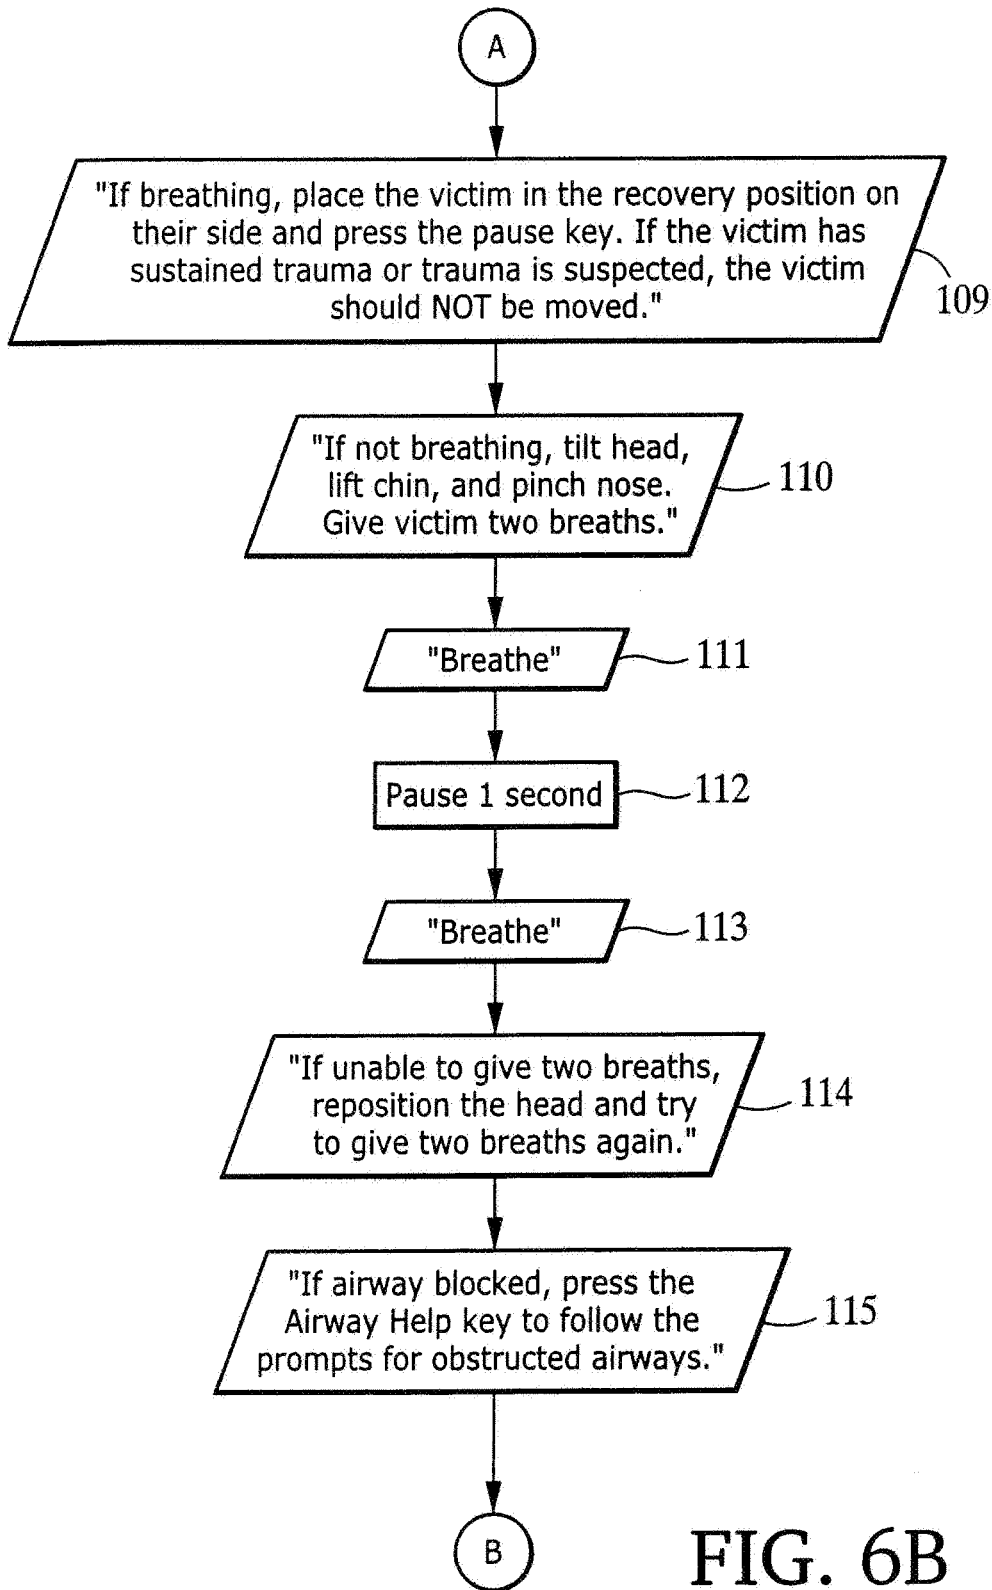 A
"If breathing, place the victim in the recovery position on
their side and press the pause key. If the victim has
sustained trauma or trauma is suspected, the victim
should NOT be moved."
109
"If not breathing, tilt head,
lift chin, and pinch nose.
Give victim two breaths."
110
"Breathe"
111
Pause 1 second
112
"Breathe"
113
"If unable to give two breaths,
reposition the head and try
to give two breaths again."
114
"If airway blocked, press the
Airway Help key to follow the
prompts for obstructed airways."
115
B
FIG. 6B